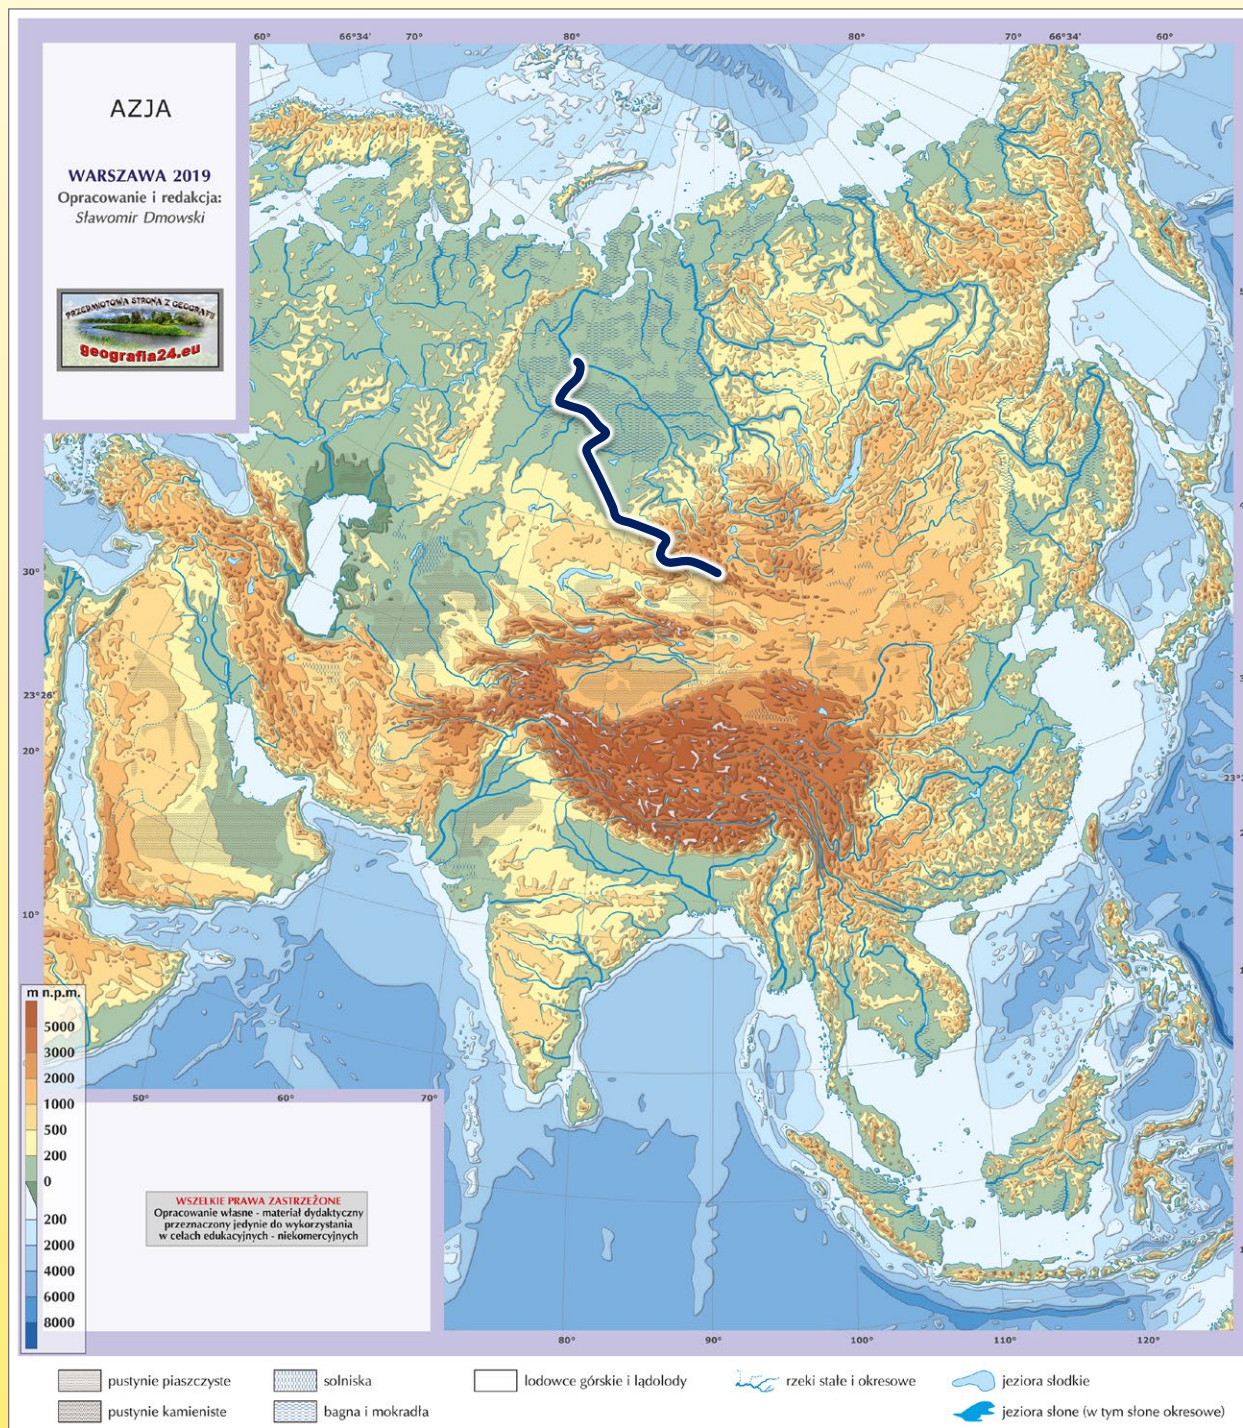 60° 66°34' 70° 80° 80° 70° 66°34' 60°
AZJA
WARSZAWA 2019
Opracowanie i redakcja:
Sławomir Dmowski
PRZEDMIOTOWA STRONA Z GEOGRAFII
geografia24.eu
30°
23°26'
20°
10°
m n.p.m.
5000
3000
2000
1000
500
200
0
200
2000
4000
6000
8000
50° 60° 70°
WSZELKIE PRAWA ZASTRZEŻONE
Opracowanie własne - materiał dydaktyczny
przeznaczony jedynie do wykorzystania
w celach edukacyjnych - niekomercyjnych
80° 90° 100° 110° 120°
pustynie piaszczyste solniska lodowce górskie i lądolody rzeki stałe i okresowe jeziora słodkie
pustynie kamieniste bagna i mokradła jeziora słone (w tym słone okresowe)